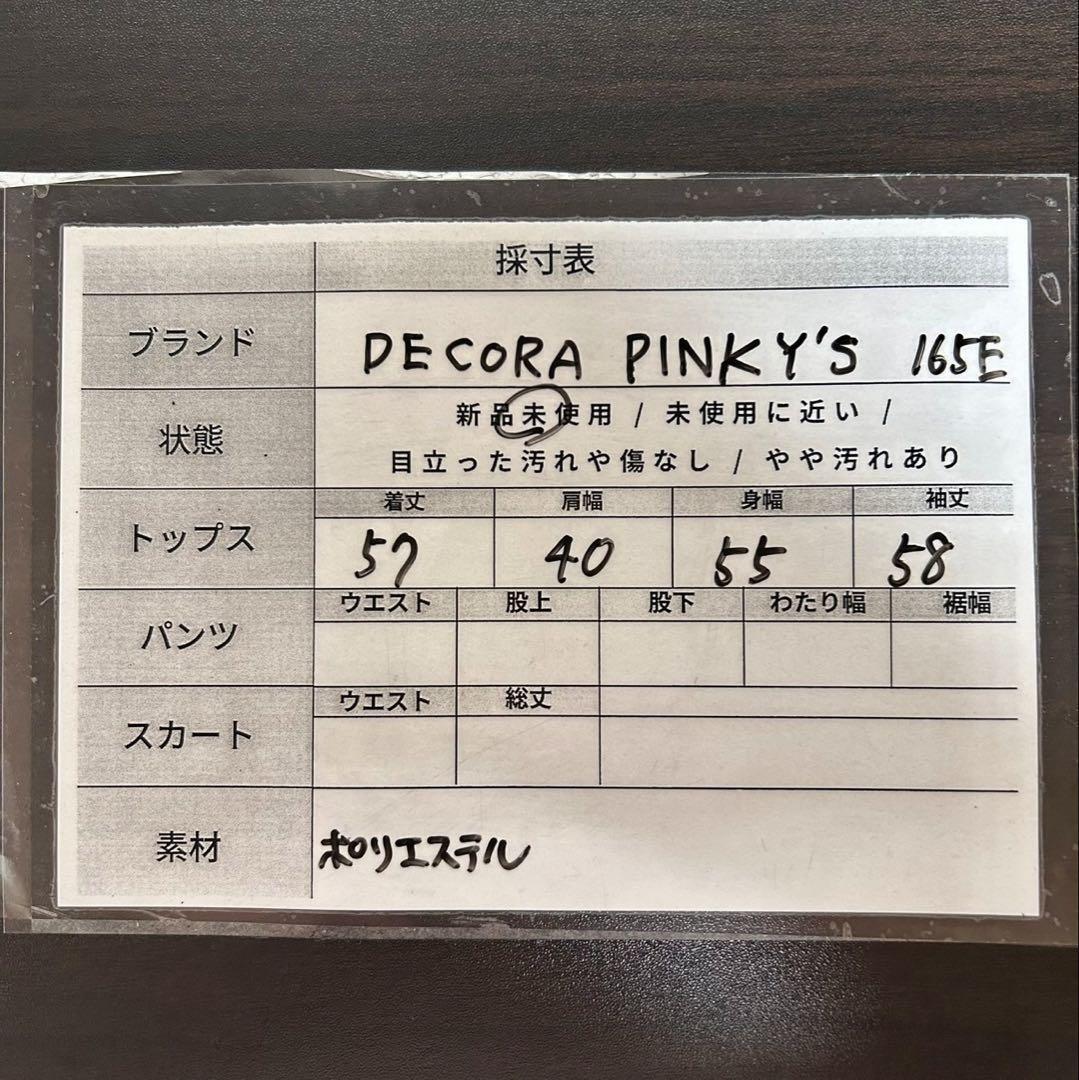 採寸表
ブランド DECORA PINKY'S 165E
状態 新品未使用 / 未使用に近い /
目立った汚れや傷なし / やや汚れあり
着丈 肩幅 身幅 袖丈
トップス 57 40 55 58
ウエスト 股上 股下 わたり幅 裾幅
パンツ
ウエスト 総丈
スカート
素材 ポリエステル